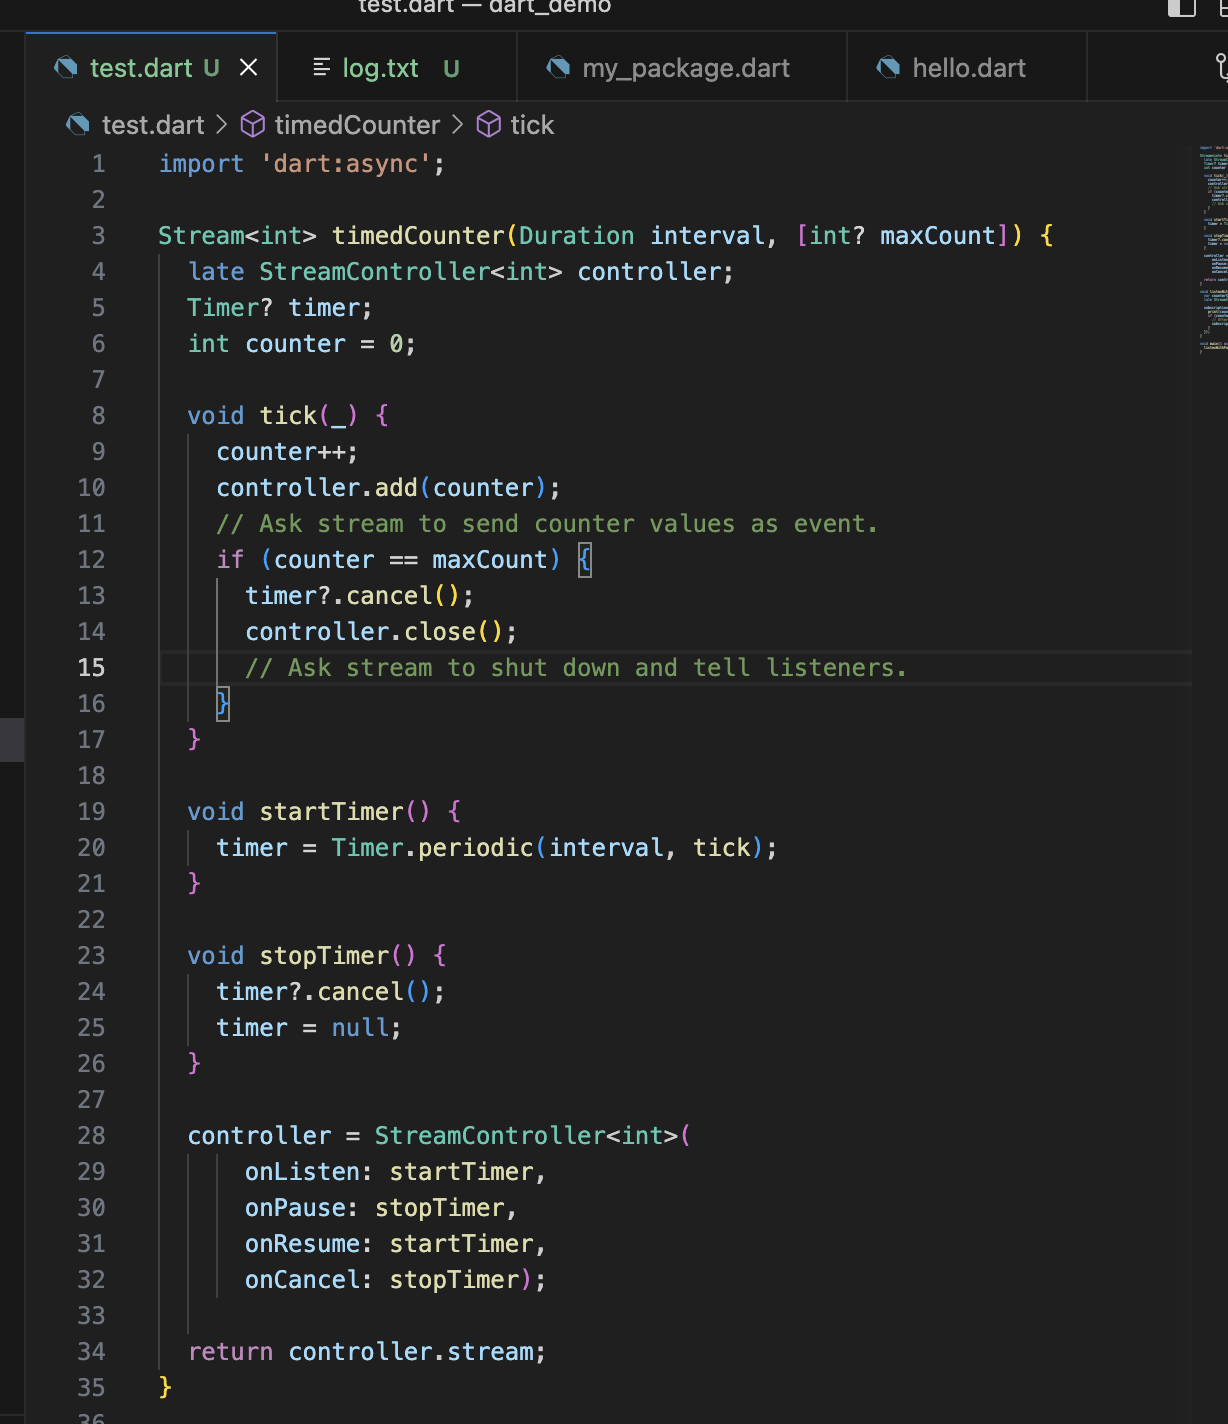 test.dart — dart_demo
test.dart U
log.txt U
my_package.dart
hello.dart
test.dart > timedCounter > tick
1 import 'dart:async';
2
3 Stream<int> timedCounter(Duration interval, [int? maxCount]) {
4   late StreamController<int> controller;
5   Timer? timer;
6   int counter = 0;
7
8   void tick(_) {
9     counter++;
10     controller.add(counter);
11     // Ask stream to send counter values as event.
12     if (counter == maxCount) {
13       timer?.cancel();
14       controller.close();
15       // Ask stream to shut down and tell listeners.
16     }
17   }
18
19   void startTimer() {
20     timer = Timer.periodic(interval, tick);
21   }
22
23   void stopTimer() {
24     timer?.cancel();
25     timer = null;
26   }
27
28   controller = StreamController<int>(
29       onListen: startTimer,
30       onPause: stopTimer,
31       onResume: startTimer,
32       onCancel: stopTimer);
33
34   return controller.stream;
35 }
36